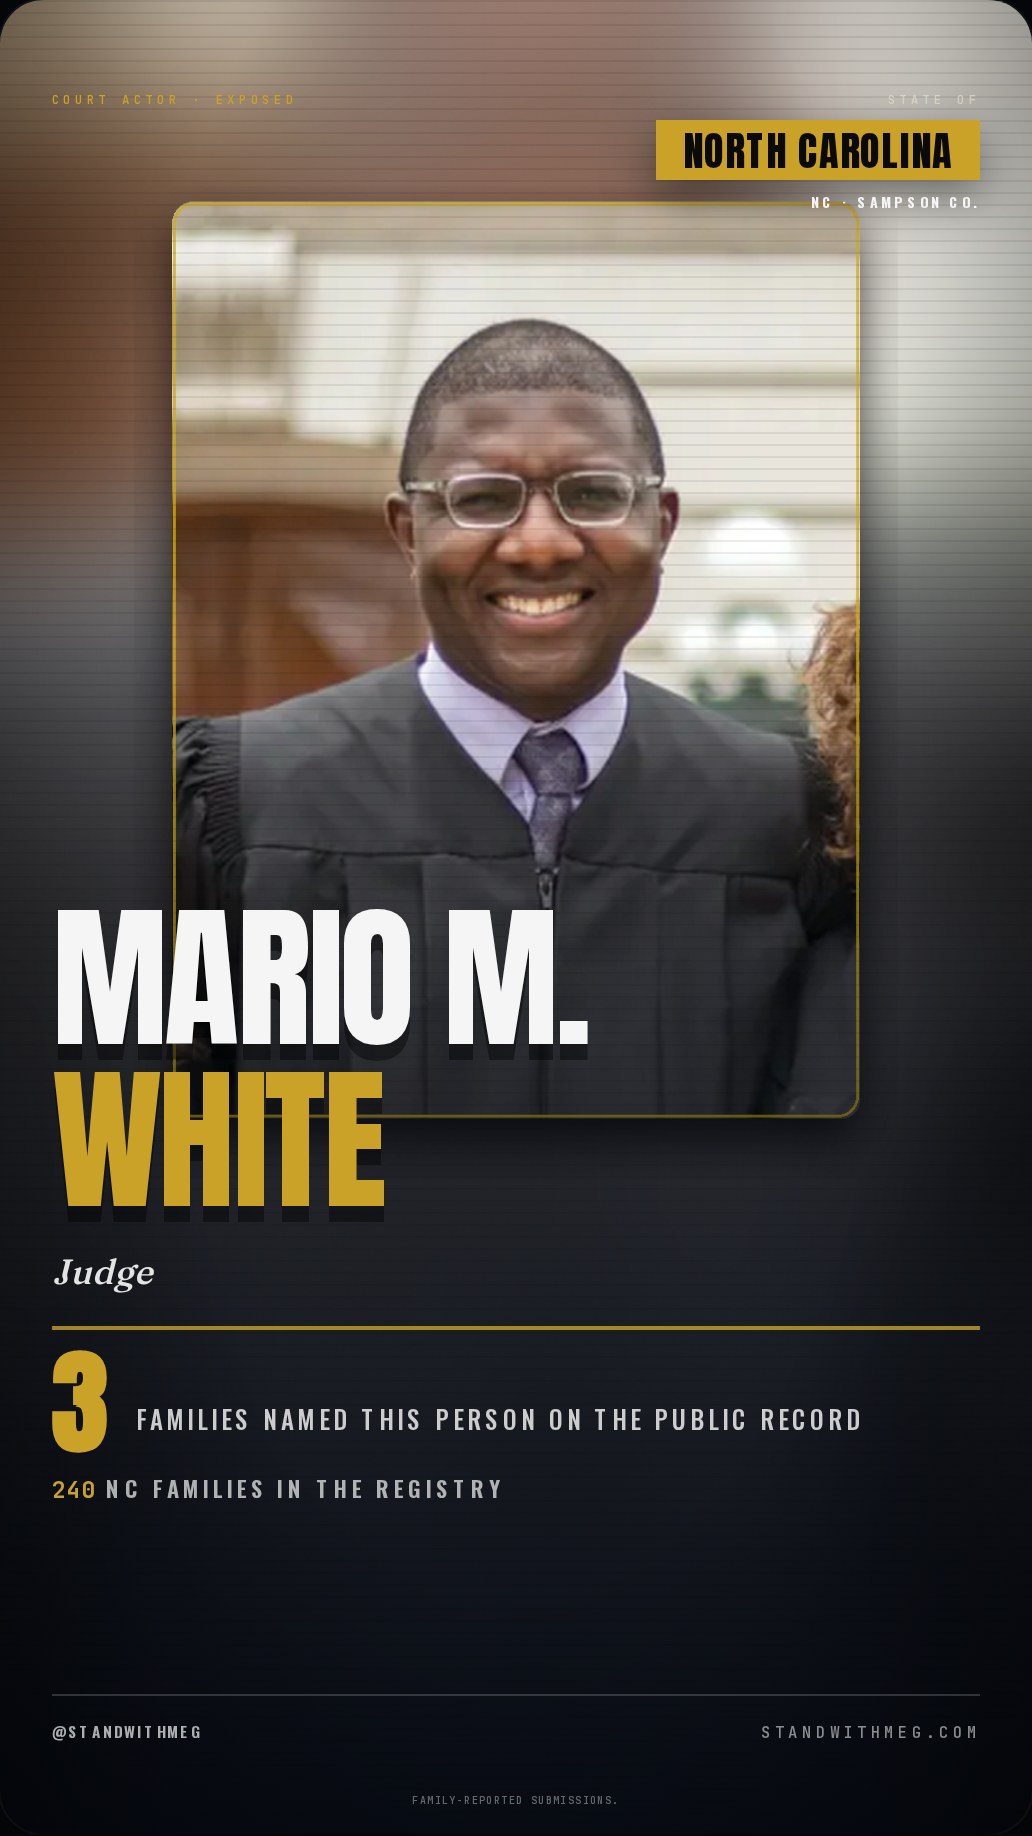 COURT ACTOR · EXPOSED
STATE OF
NORTH CAROLINA
NC · SAMPSON CO.
MARIO M.
WHITE
Judge
3 FAMILIES NAMED THIS PERSON ON THE PUBLIC RECORD
240 NC FAMILIES IN THE REGISTRY
@STANDWITHMEG
STANDWITHMEG.COM
FAMILY-REPORTED SUBMISSIONS.